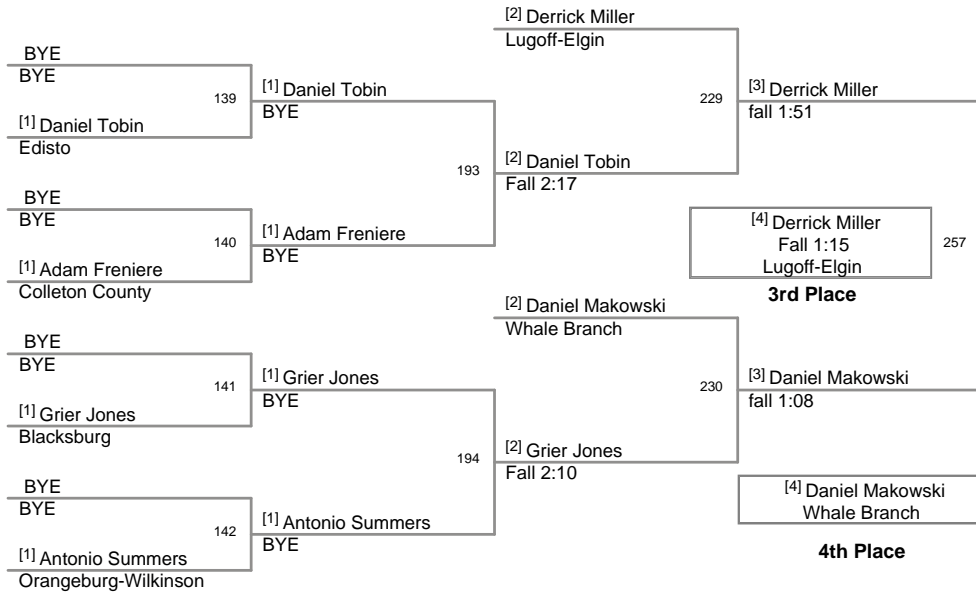 [2] Derrick Miller
Lugoff-Elgin
BYE
BYE
139
[1] Daniel Tobin
BYE
229
[3] Derrick Miller
fall 1:51
[1] Daniel Tobin
Edisto
193
[2] Daniel Tobin
Fall 2:17
BYE
BYE
140
[1] Adam Freniere
BYE
[4] Derrick Miller
Fall 1:15
Lugoff-Elgin
257
3rd Place
[1] Adam Freniere
Colleton County
[2] Daniel Makowski
Whale Branch
BYE
BYE
141
[1] Grier Jones
BYE
230
[3] Daniel Makowski
fall 1:08
[1] Grier Jones
Blacksburg
194
[2] Grier Jones
Fall 2:10
BYE
BYE
142
[1] Antonio Summers
BYE
[4] Daniel Makowski
Whale Branch
4th Place
[1] Antonio Summers
Orangeburg-Wilkinson